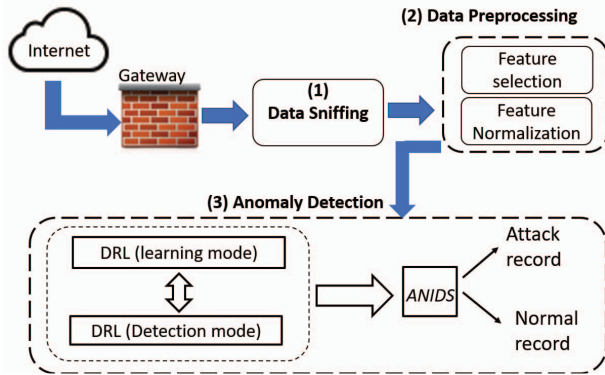 Internet
Gateway
(1)
Data Sniffing
(2) Data Preprocessing
Feature
selection
Feature
Normalization
(3) Anomaly Detection
DRL (learning mode)
DRL (Detection mode)
ANIDS
Attack
record
Normal
record